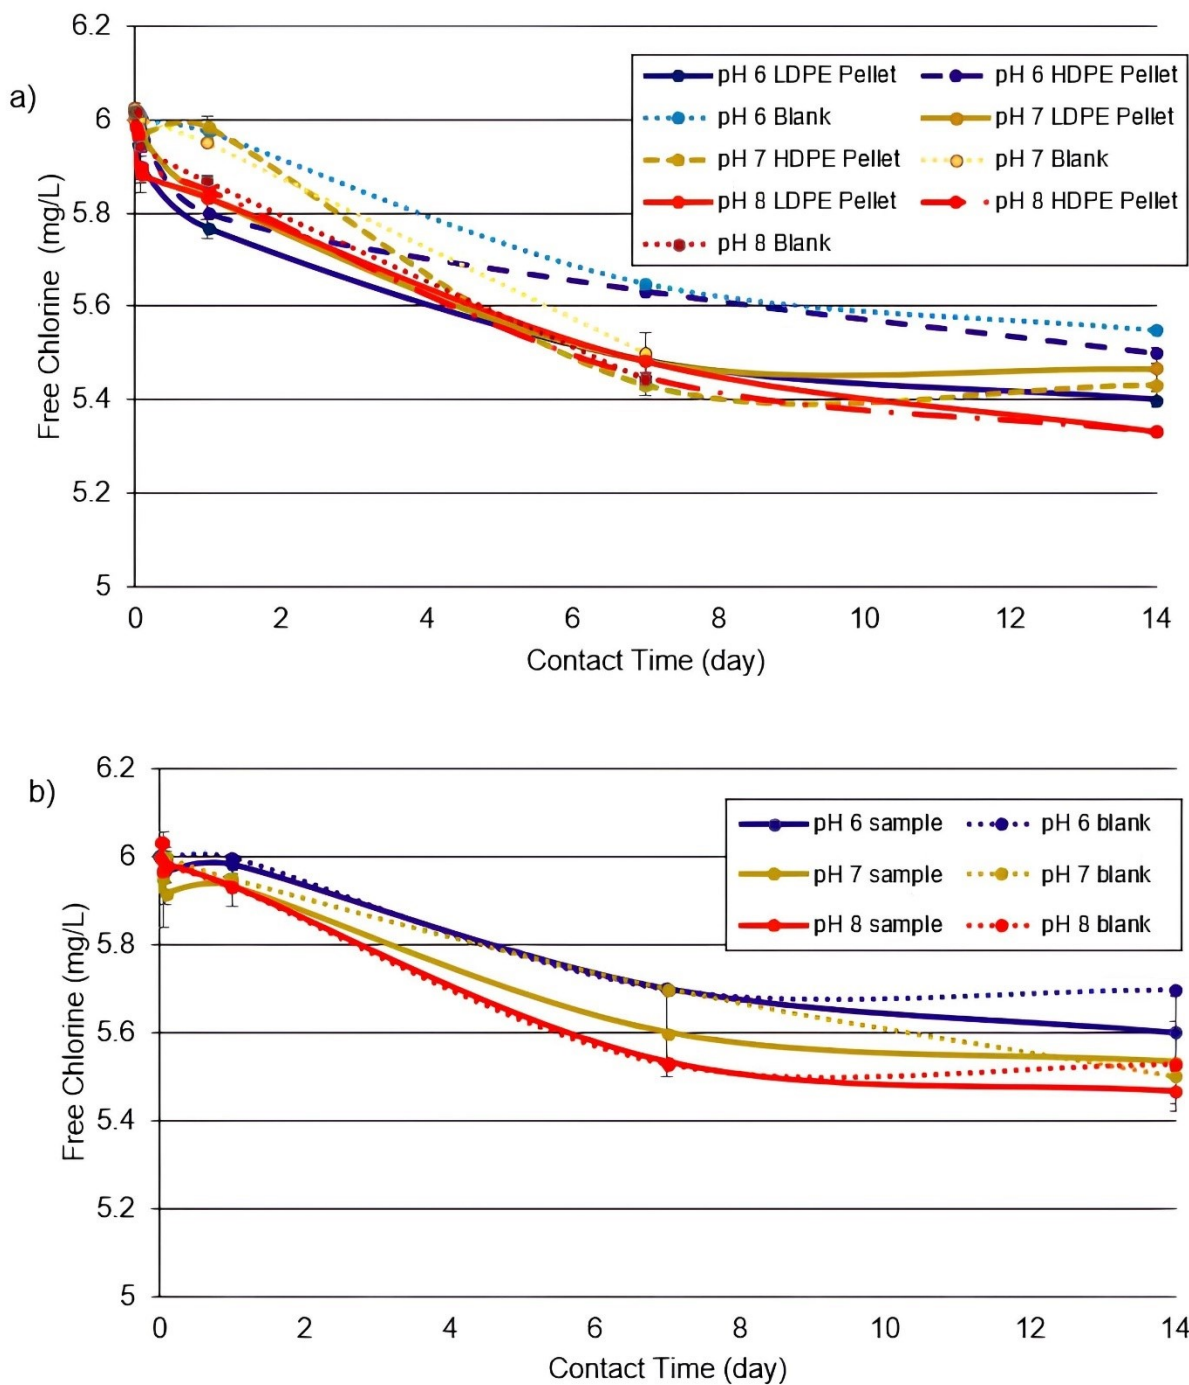 a)
6.2
6
5.8
5.6
5.4
5.2
5
Free Chlorine (mg/L)
pH 6 LDPE Pellet pH 6 HDPE Pellet
pH 6 Blank pH 7 LDPE Pellet
pH 7 HDPE Pellet pH 7 Blank
pH 8 LDPE Pellet pH 8 HDPE Pellet
pH 8 Blank
0 2 4 6 8 10 12 14
Contact Time (day)
b)
6.2
6
5.8
5.6
5.4
5.2
5
Free Chlorine (mg/L)
pH 6 sample pH 6 blank
pH 7 sample pH 7 blank
pH 8 sample pH 8 blank
0 2 4 6 8 10 12 14
Contact Time (day)